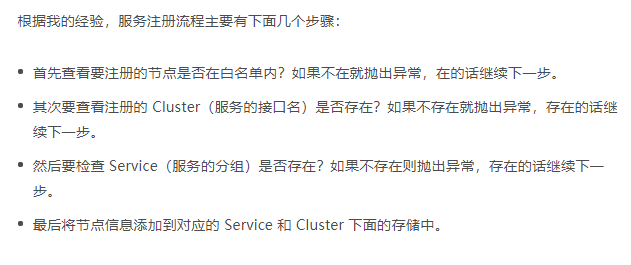 根据我的经验，服务注册流程主要有下面几个步骤：
首先查看要注册的节点是否在白名单内？如果不在就抛出异常，在的话继续下一步。
其次要查看注册的 Cluster（服务的接口名）是否存在？如果不存在就抛出异常，存在的话继
续下一步。
然后要检查 Service（服务的分组）是否存在？如果不存在则抛出异常，存在的话继续下一
步。
最后将节点信息添加到对应的 Service 和 Cluster 下面的存储中。